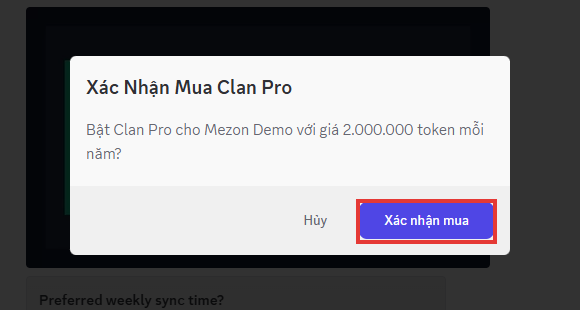 Xác Nhận Mua Clan Pro
Bật Clan Pro cho Mezon Demo với giá 2.000.000 token mỗi
năm?
Hủy
Xác nhận mua
Preferred weekly sync time?